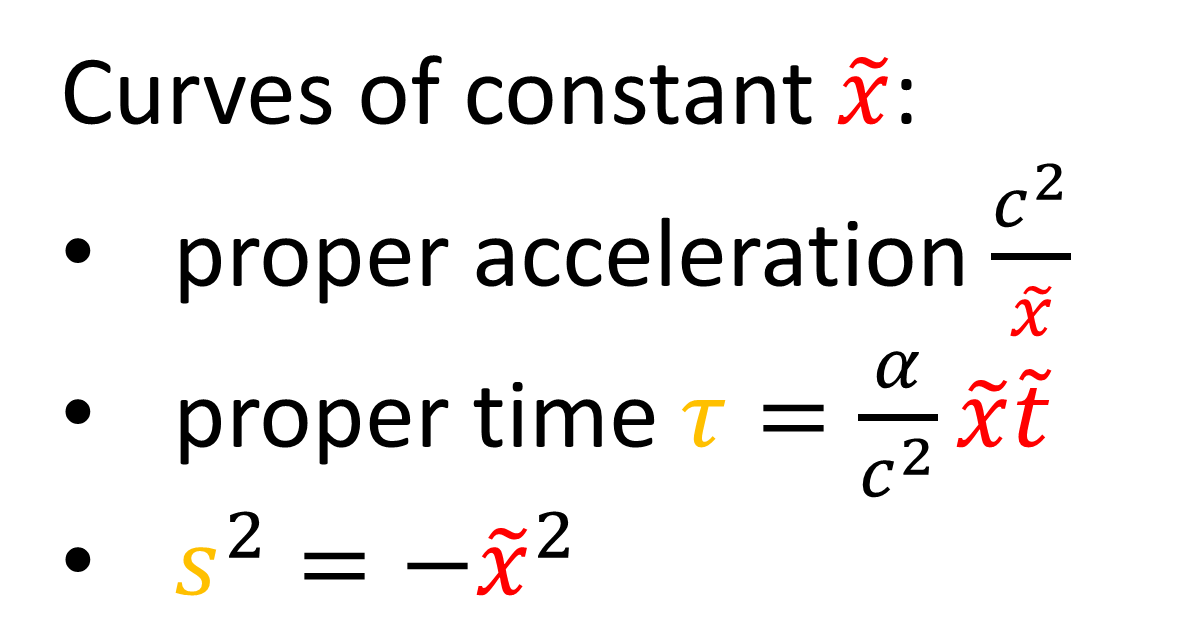 Curves of constant x̃:
• proper acceleration c²/x̃
• proper time τ = α/c² x̃t̃
• s² = −x̃²